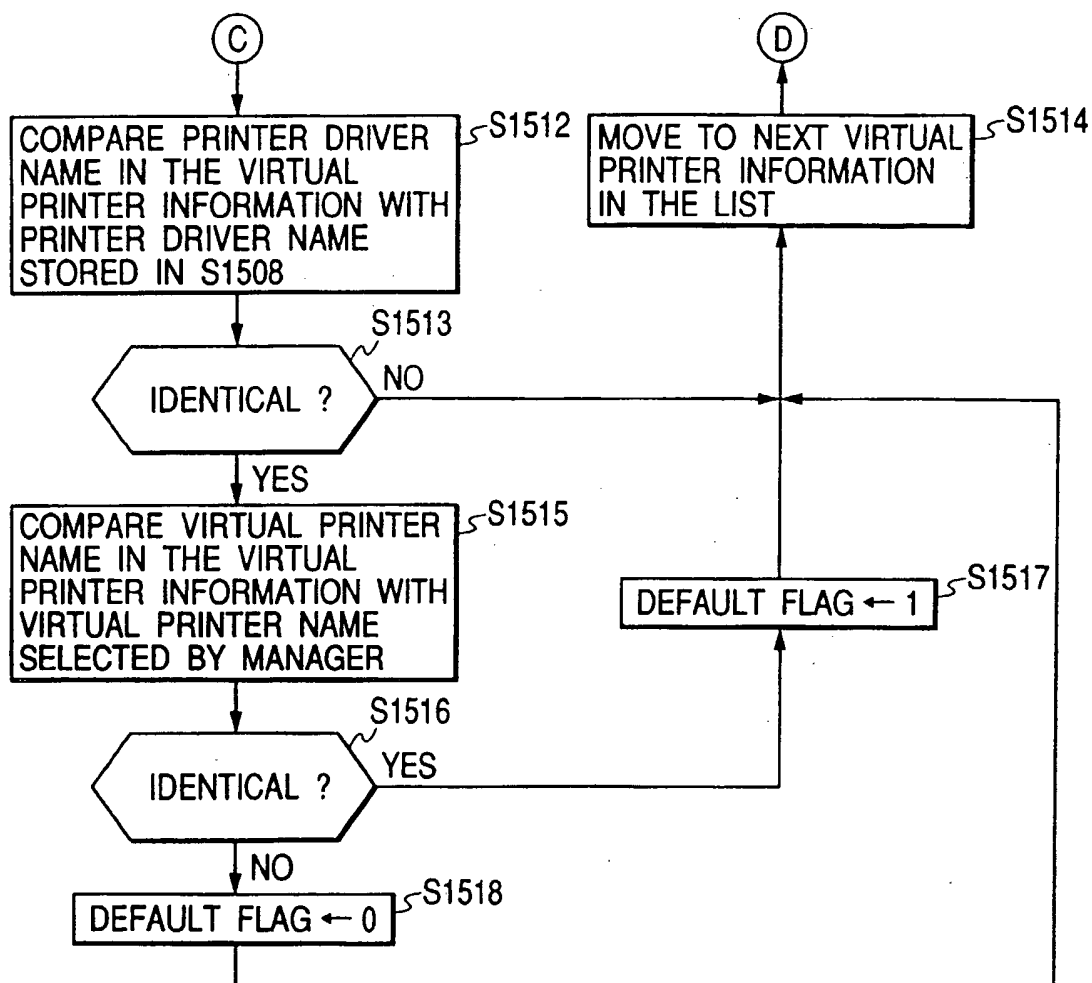 C
COMPARE PRINTER DRIVER
NAME IN THE VIRTUAL
PRINTER INFORMATION WITH
PRINTER DRIVER NAME
STORED IN S1508
S1512
IDENTICAL ?
S1513
NO
YES
COMPARE VIRTUAL PRINTER
NAME IN THE VIRTUAL
PRINTER INFORMATION WITH
VIRTUAL PRINTER NAME
SELECTED BY MANAGER
S1515
IDENTICAL ?
S1516
YES
NO
DEFAULT FLAG ← 0
S1518
D
MOVE TO NEXT VIRTUAL
PRINTER INFORMATION
IN THE LIST
S1514
DEFAULT FLAG ← 1
S1517